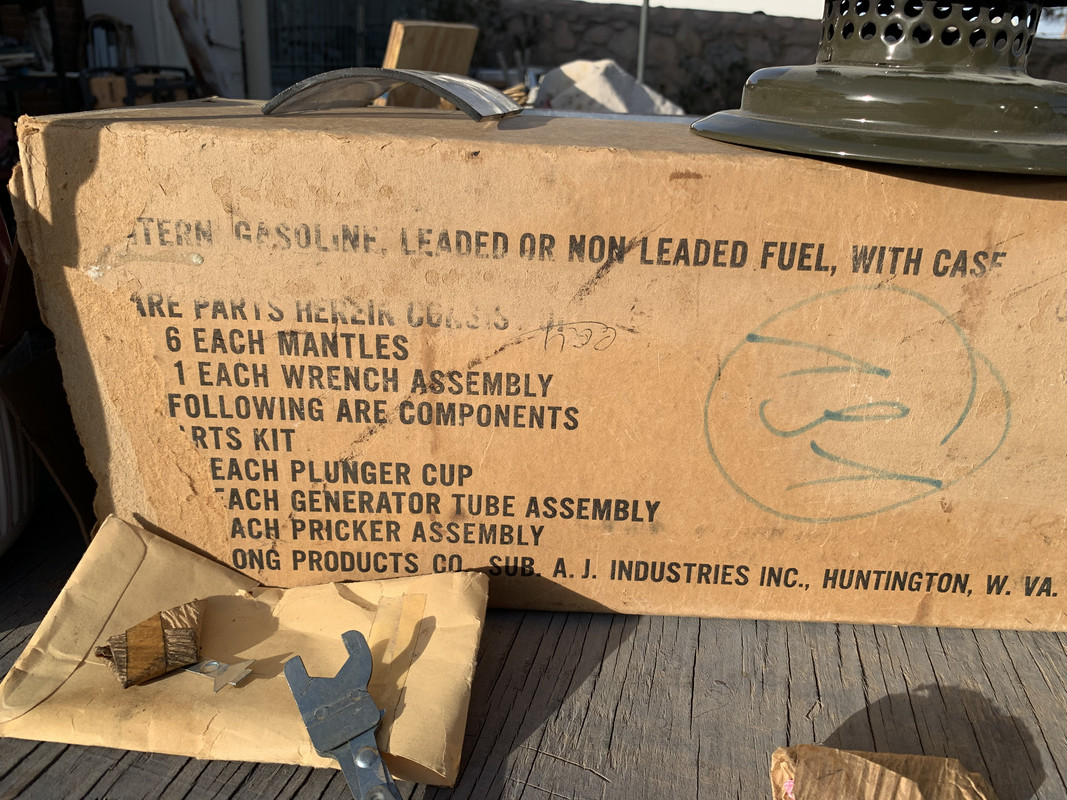 TERN GASOLINE, LEADED OR NON LEADED FUEL, WITH CASE
ARE PARTS HEREIN CONSIS
6 EACH MANTLES
1 EACH WRENCH ASSEMBLY
FOLLOWING ARE COMPONENTS
ARTS KIT
EACH PLUNGER CUP
EACH GENERATOR TUBE ASSEMBLY
ACH PRICKER ASSEMBLY
ONG PRODUCTS CO., SUB. A. J. INDUSTRIES INC., HUNTINGTON, W. VA.